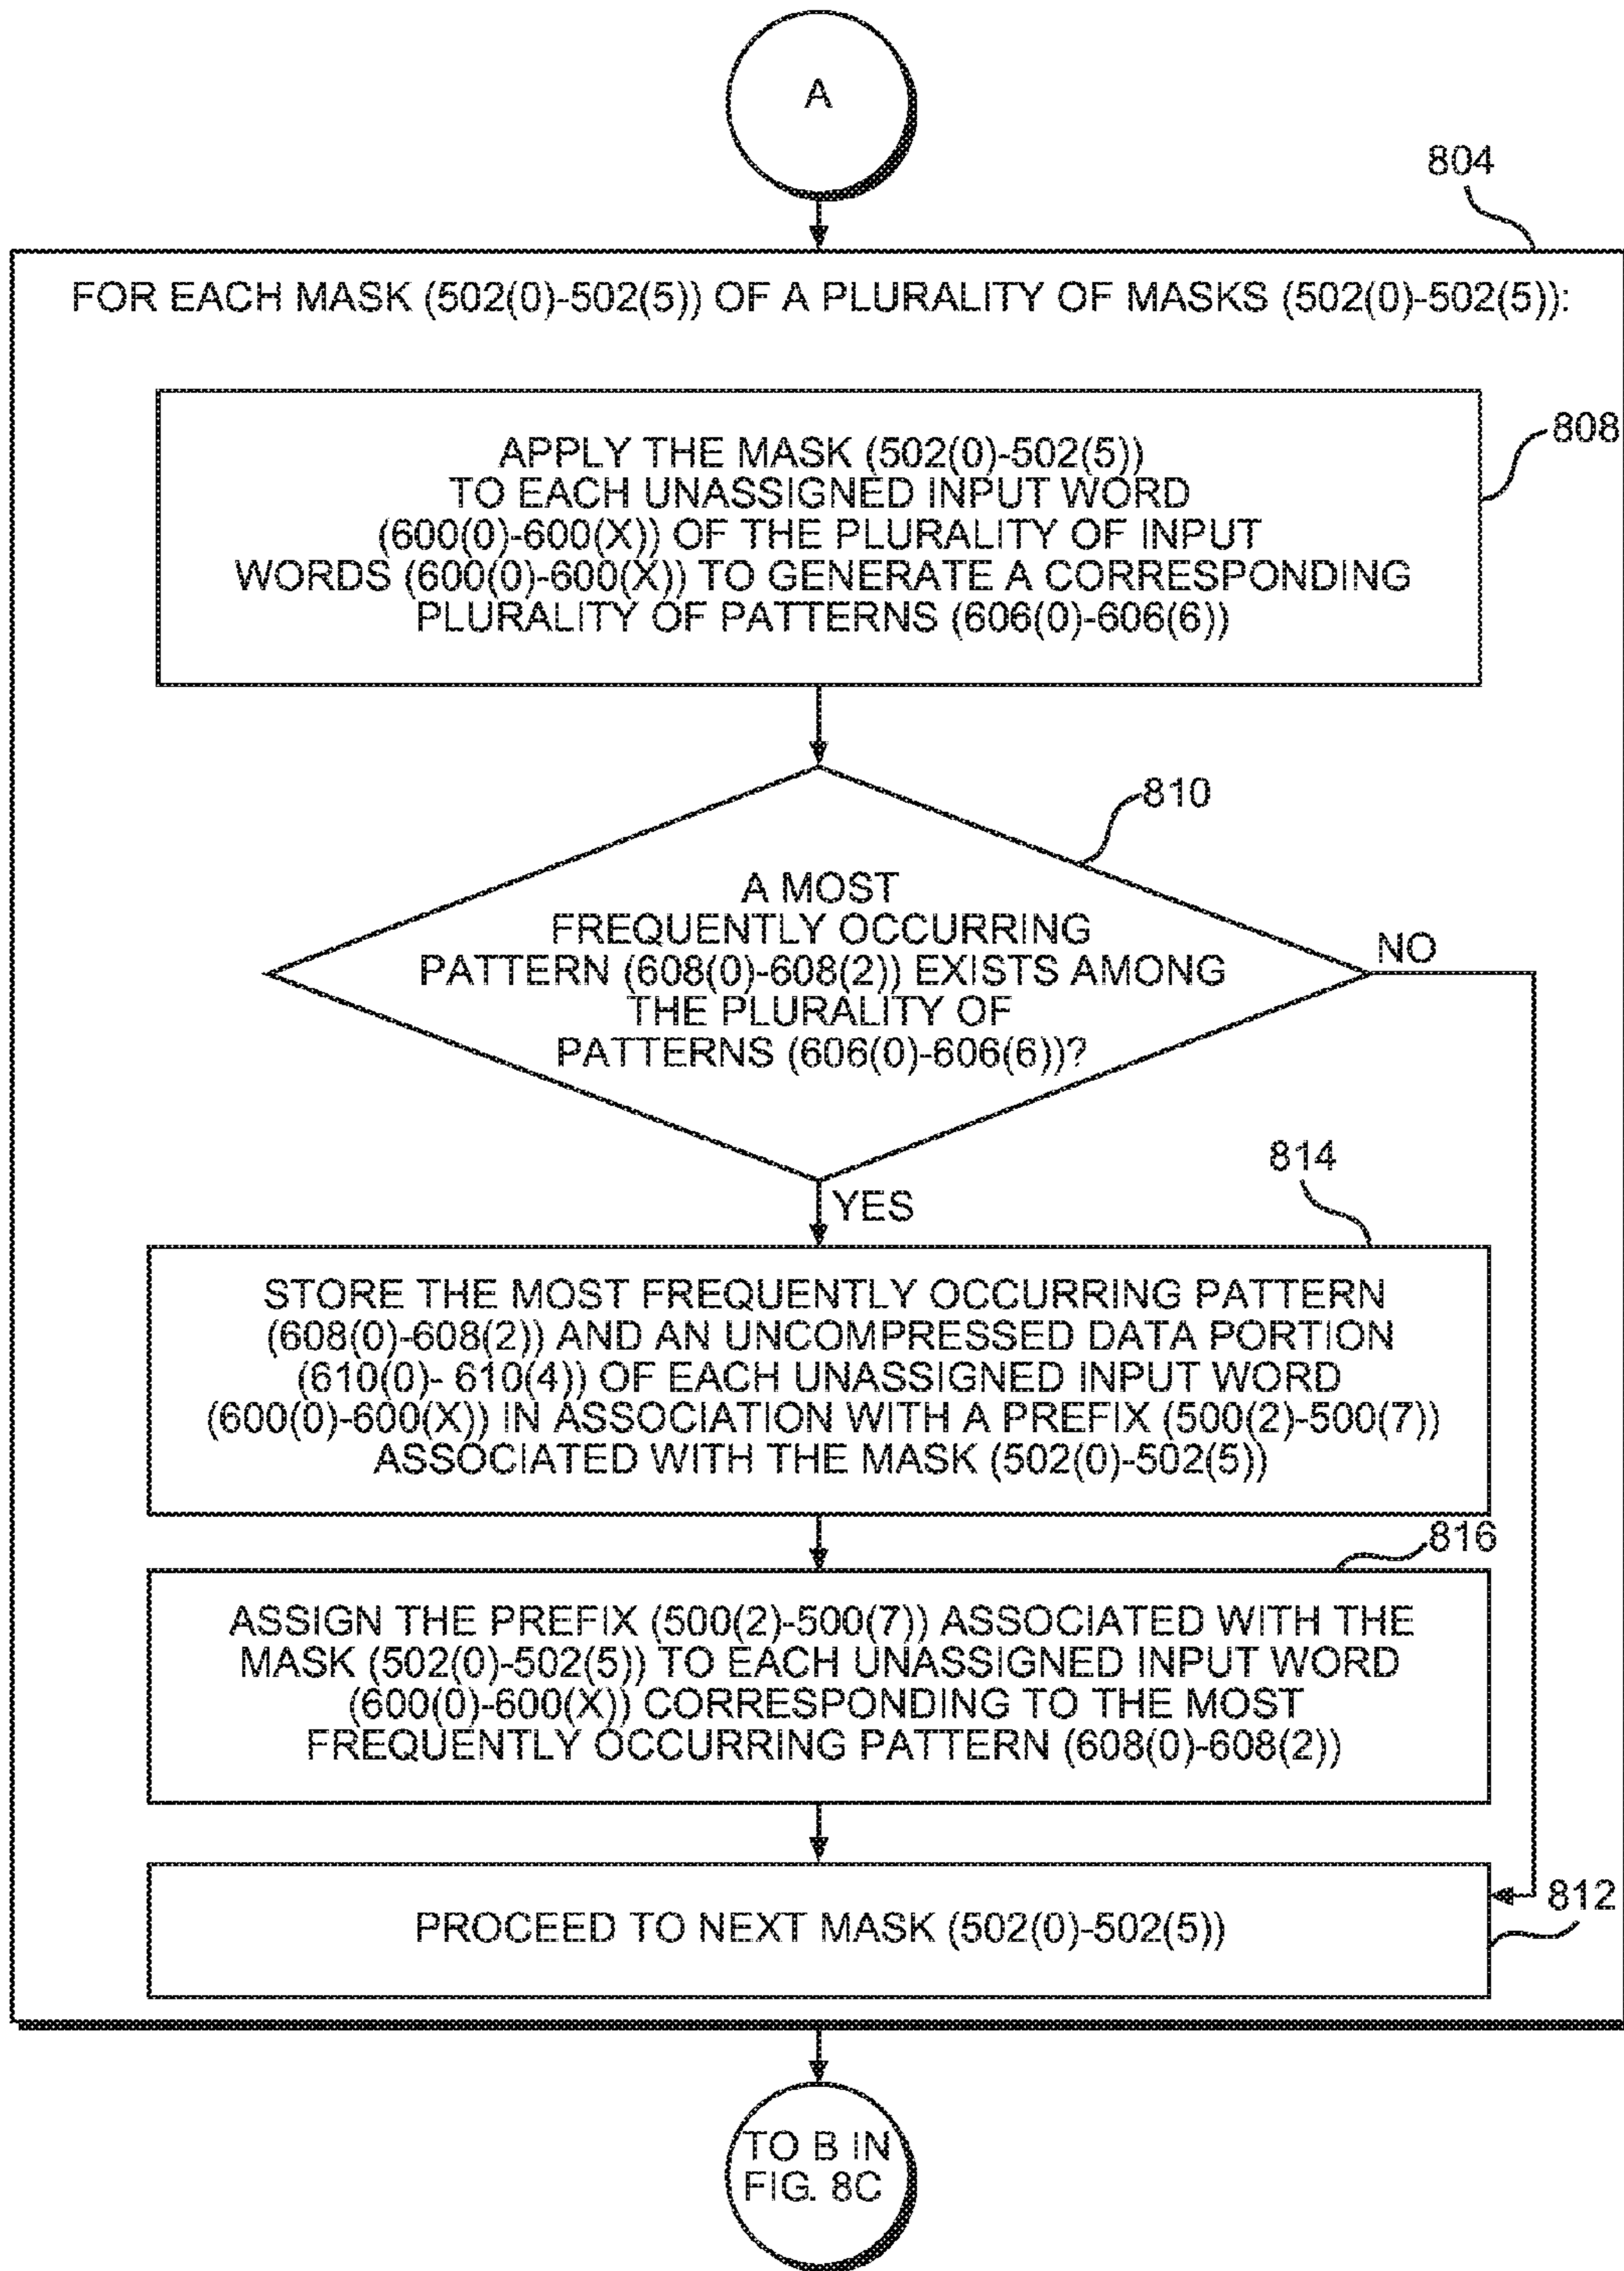 A
804
FOR EACH MASK (502(0)-502(5)) OF A PLURALITY OF MASKS (502(0)-502(5)):
808
APPLY THE MASK (502(0)-502(5))
TO EACH UNASSIGNED INPUT WORD
(600(0)-600(X)) OF THE PLURALITY OF INPUT
WORDS (600(0)-600(X)) TO GENERATE A CORRESPONDING
PLURALITY OF PATTERNS (606(0)-606(6))
810
A MOST
FREQUENTLY OCCURRING
PATTERN (608(0)-608(2)) EXISTS AMONG
THE PLURALITY OF
PATTERNS (606(0)-606(6))?
NO
YES
814
STORE THE MOST FREQUENTLY OCCURRING PATTERN
(608(0)-608(2)) AND AN UNCOMPRESSED DATA PORTION
(610(0)- 610(4)) OF EACH UNASSIGNED INPUT WORD
(600(0)-600(X)) IN ASSOCIATION WITH A PREFIX (500(2)-500(7))
ASSOCIATED WITH THE MASK (502(0)-502(5))
816
ASSIGN THE PREFIX (500(2)-500(7)) ASSOCIATED WITH THE
MASK (502(0)-502(5)) TO EACH UNASSIGNED INPUT WORD
(600(0)-600(X)) CORRESPONDING TO THE MOST
FREQUENTLY OCCURRING PATTERN (608(0)-608(2))
812
PROCEED TO NEXT MASK (502(0)-502(5))
TO B IN
FIG. 8C